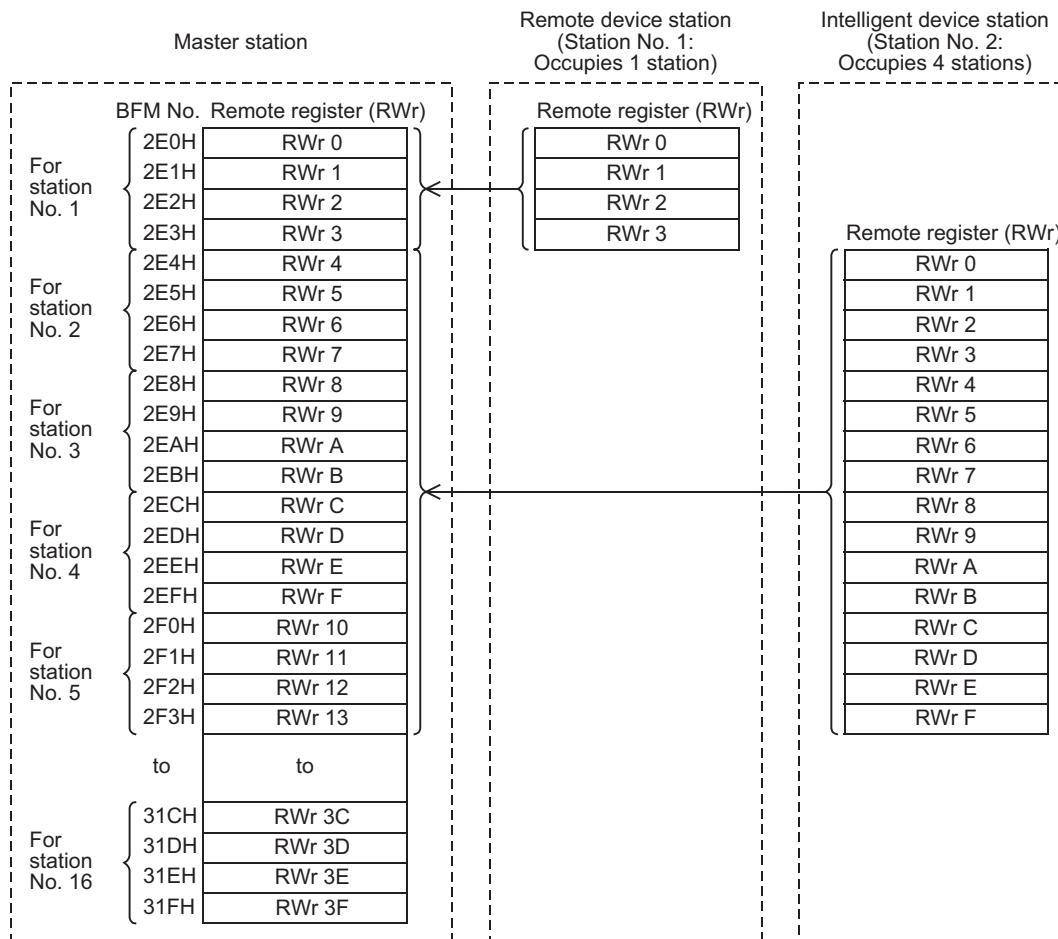 Master station
Remote device station
(Station No. 1:
Occupies 1 station)
Intelligent device station
(Station No. 2:
Occupies 4 stations)
BFM No. Remote register (RWr)
For
station
No. 1
2E0H RWr 0
2E1H RWr 1
2E2H RWr 2
2E3H RWr 3
For
station
No. 2
2E4H RWr 4
2E5H RWr 5
2E6H RWr 6
2E7H RWr 7
For
station
No. 3
2E8H RWr 8
2E9H RWr 9
2EAH RWr A
2EBH RWr B
For
station
No. 4
2ECH RWr C
2EDH RWr D
2EEH RWr E
2EFH RWr F
For
station
No. 5
2F0H RWr 10
2F1H RWr 11
2F2H RWr 12
2F3H RWr 13
to to
For
station
No. 16
31CH RWr 3C
31DH RWr 3D
31EH RWr 3E
31FH RWr 3F
Remote register (RWr)
RWr 0
RWr 1
RWr 2
RWr 3
Remote register (RWr)
RWr 0
RWr 1
RWr 2
RWr 3
RWr 4
RWr 5
RWr 6
RWr 7
RWr 8
RWr 9
RWr A
RWr B
RWr C
RWr D
RWr E
RWr F